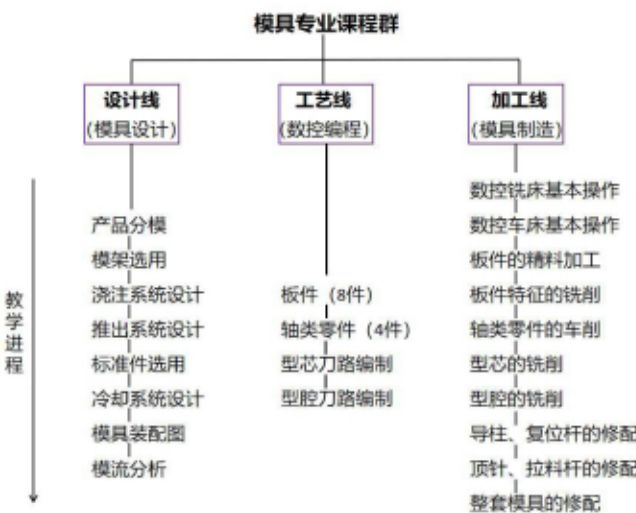 模具专业课程群
设计线
(模具设计)
工艺线
(数控编程)
加工线
(模具制造)
教学进程
产品分模
模架选用
浇注系统设计
推出系统设计
标准件选用
冷却系统设计
模具装配图
模流分析
板件（8件）
轴类零件（4件）
型芯刀路编制
型腔刀路编制
数控铣床基本操作
数控车床基本操作
板件的精料加工
板件特征的铣削
轴类零件的车削
型芯的铣削
型腔的铣削
导柱、复位杆的修配
顶针、拉料杆的修配
整套模具的修配